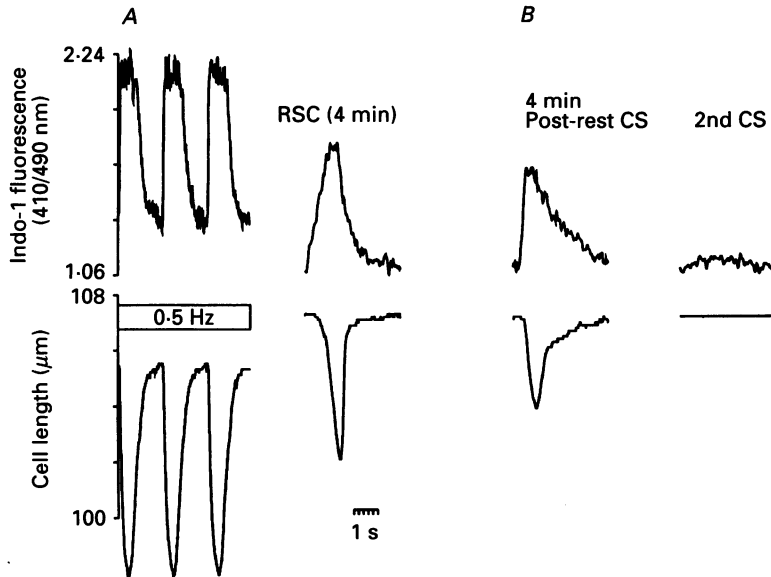 A
B
2·24
1·06
Indo-1 fluorescence
(410/490 nm)
RSC (4 min)
4 min
Post-rest CS
2nd CS
108
100
Cell length (μm)
0·5 Hz
1 s